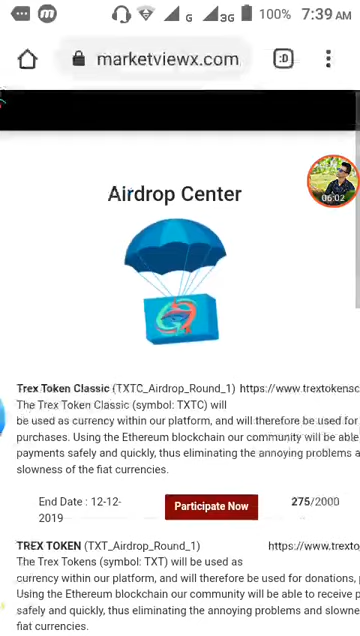 G 3G 100% 7:39 AM
marketviewx.com :D
Airdrop Center
06:02
Trex Token Classic (TXTC_Airdrop_Round_1) https://www.trextokensc
The Trex Token Classic (symbol: TXTC) will
be used as currency within our platform, and will therefore be used for
purchases. Using the Ethereum blockchain our community will be able
payments safely and quickly, thus eliminating the annoying problems a
slowness of the fiat currencies.
End Date : 12-12-
2019
Participate Now
275/2000
TREX TOKEN (TXT_Airdrop_Round_1) https://www.trexto
The Trex Tokens (symbol: TXT) will be used as
currency within our platform, and will therefore be used for donations,
Using the Ethereum blockchain our community will be able to receive p
safely and quickly, thus eliminating the annoying problems and slowne
fiat currencies.